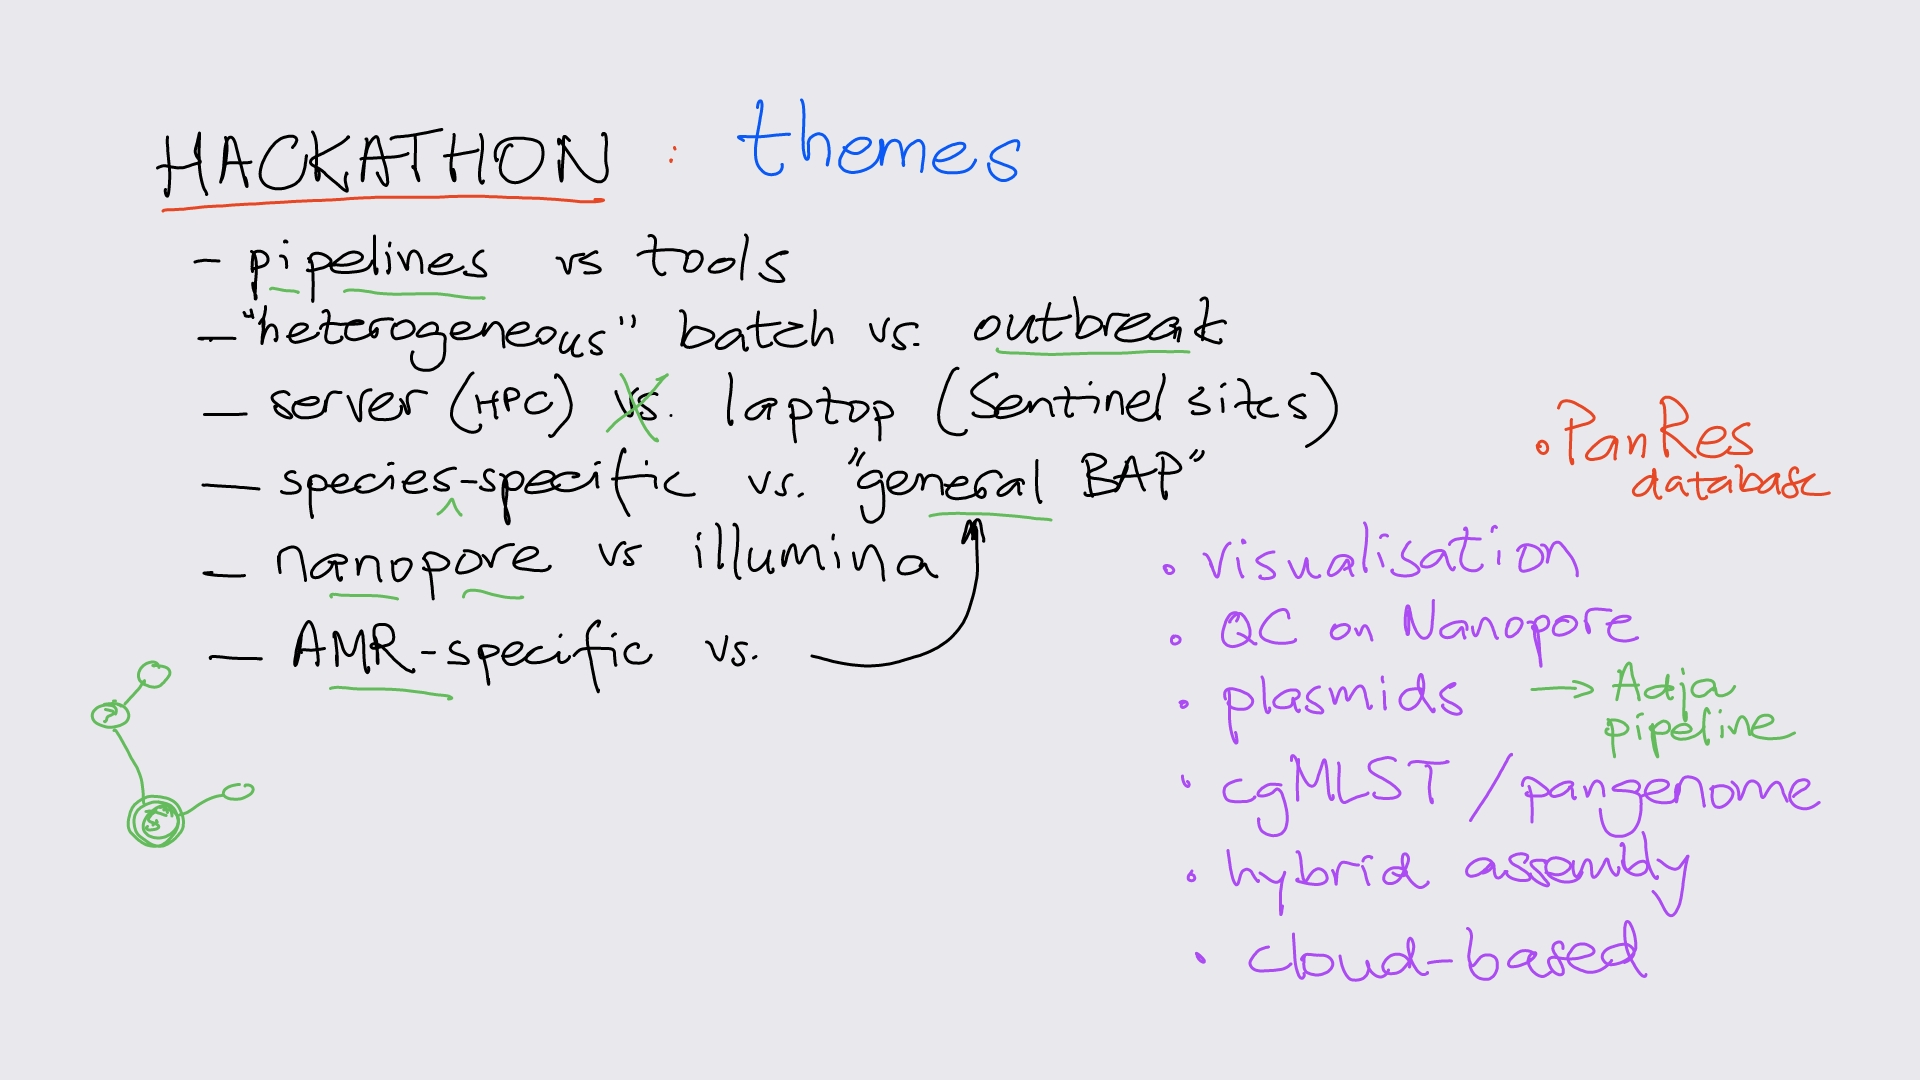 HACKATHON : themes
- pipelines vs tools
- "heterogeneous" batch vs. outbreak
- server (HPC) vs. laptop (Sentinel sites)
- species-specific vs. "general BAP"
- nanopore vs illumina
- AMR-specific vs.
• PanRes
database
• visualisation
• QC on Nanopore
• plasmids → Adja
pipeline
• cgMLST / pangenome
• hybrid assembly
• cloud-based